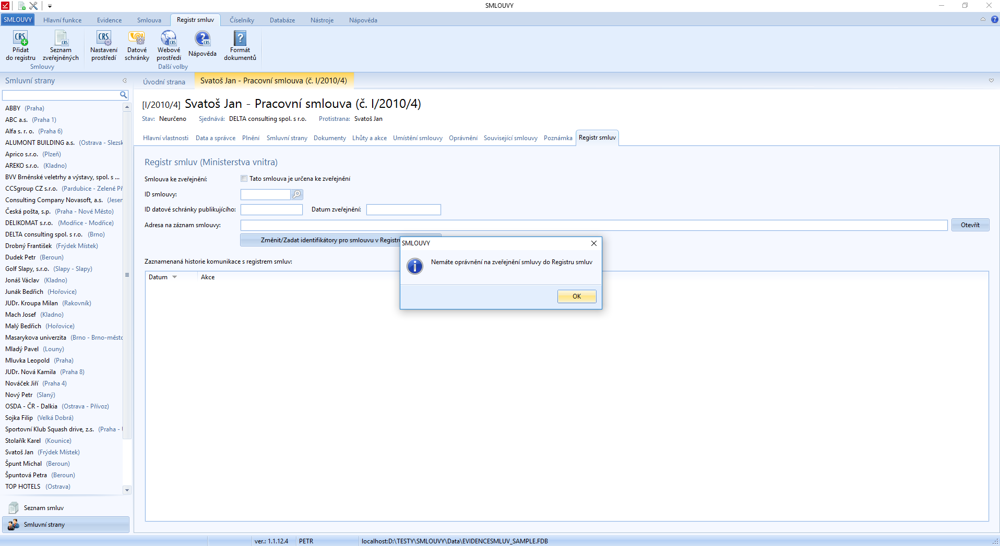 SMLOUVY
SMLOUVY Hlavní funkce Evidence Smlouva Registr smluv Číselníky Databáze Nástroje Nápověda
Přidat do registru
Seznam zveřejněných
Nastavení prostředí
Datové schránky
Webové prostředí
Nápověda
Formát dokumentů
Smlouvy
Další volby
Smluvní strany
ABBY (Praha)
ABC a.s. (Praha 1)
Alfa s. r. o. (Praha 6)
ALUMONT BUILDING a.s. (Ostrava - Slezsk
Aprico s.r.o. (Plzeň)
AREKO s.r.o. (Kladno)
BVV Brněnské veletrhy a výstavy, spol. s ...
CCSgroup CZ s.r.o. (Pardubice - Zelené Př
Consulting Company Novasoft, a.s. (Jesen
Česká pošta, s.p. (Praha - Nové Město)
DELIKOMAT s.r.o. (Modřice - Modřice)
DELTA consulting spol. s r.o. (Brno)
Drobný František (Frýdek Místek)
Dudek Petr (Beroun)
Golf Slapy, s.r.o. (Slapy - Slapy)
Jonáš Václav (Kladno)
Junák Bedřich (Hořovice)
JUDr. Kroupa Milan (Rakovník)
Mach Josef (Kladno)
Malý Bedřich (Hořovice)
Masarykova univerzita (Brno - Brno-město
Mladý Pavel (Louny)
Mluvka Leopold (Praha)
JUDr. Nová Kamila (Praha 8)
Nováček Jiří (Praha 4)
Nový Petr (Slaný)
OSDA - ČR - Dalkia (Ostrava - Přívoz)
Sojka Filip (Velká Dobrá)
Sportovní Klub Squash drive, z.s. (Praha -
Stolařík Karel (Kounice)
Svatoš Jan (Frýdek Místek)
Špunt Michal (Beroun)
Špuntová Petra (Beroun)
TOP HOTELS (Ostrava)
Seznam smluv
Smluvní strany
Úvodní strana Svatoš Jan - Pracovní smlouva (č. I/2010/4)
[I/2010/4] Svatoš Jan - Pracovní smlouva (č. I/2010/4)
Stav: Neurčeno Sjednává: DELTA consulting spol. s r.o. Protistrana: Svatoš Jan
Hlavní vlastnosti Data a správce Plnění Smluvní strany Dokumenty Lhůty a akce Umístění smlouvy Oprávnění Související smlouvy Poznámka Registr smluv
Registr smluv (Ministerstva vnitra)
Smlouva ke zveřejnění: Tato smlouva je určena ke zveřejnění
ID smlouvy:
ID datové schránky publikujícího: Datum zveřejnění:
Adresa na záznam smlouvy: Otevřít
Změnit/Zadat identifikátory pro smlouvu v Registru
Zaznamenaná historie komunikace s registrem smluv:
Datum Akce
SMLOUVY
Nemáte oprávnění na zveřejnění smluvy do Registru smluv
OK
ver.: 1.1.12.4 PETR localhost:D:\TESTY\SMLOUVY\Data\EVIDENCESMLUV_SAMPLE.FDB